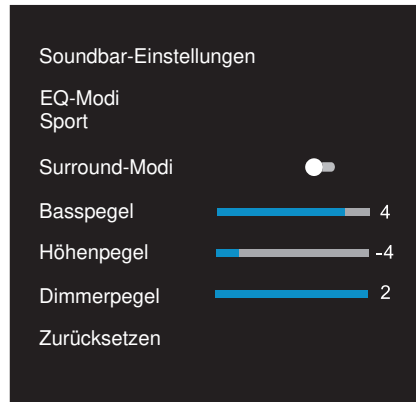 Soundbar-Einstellungen
EQ-Modi
Sport
Surround-Modi
Basspegel 4
Höhenpegel -4
Dimmerpegel 2
Zurücksetzen